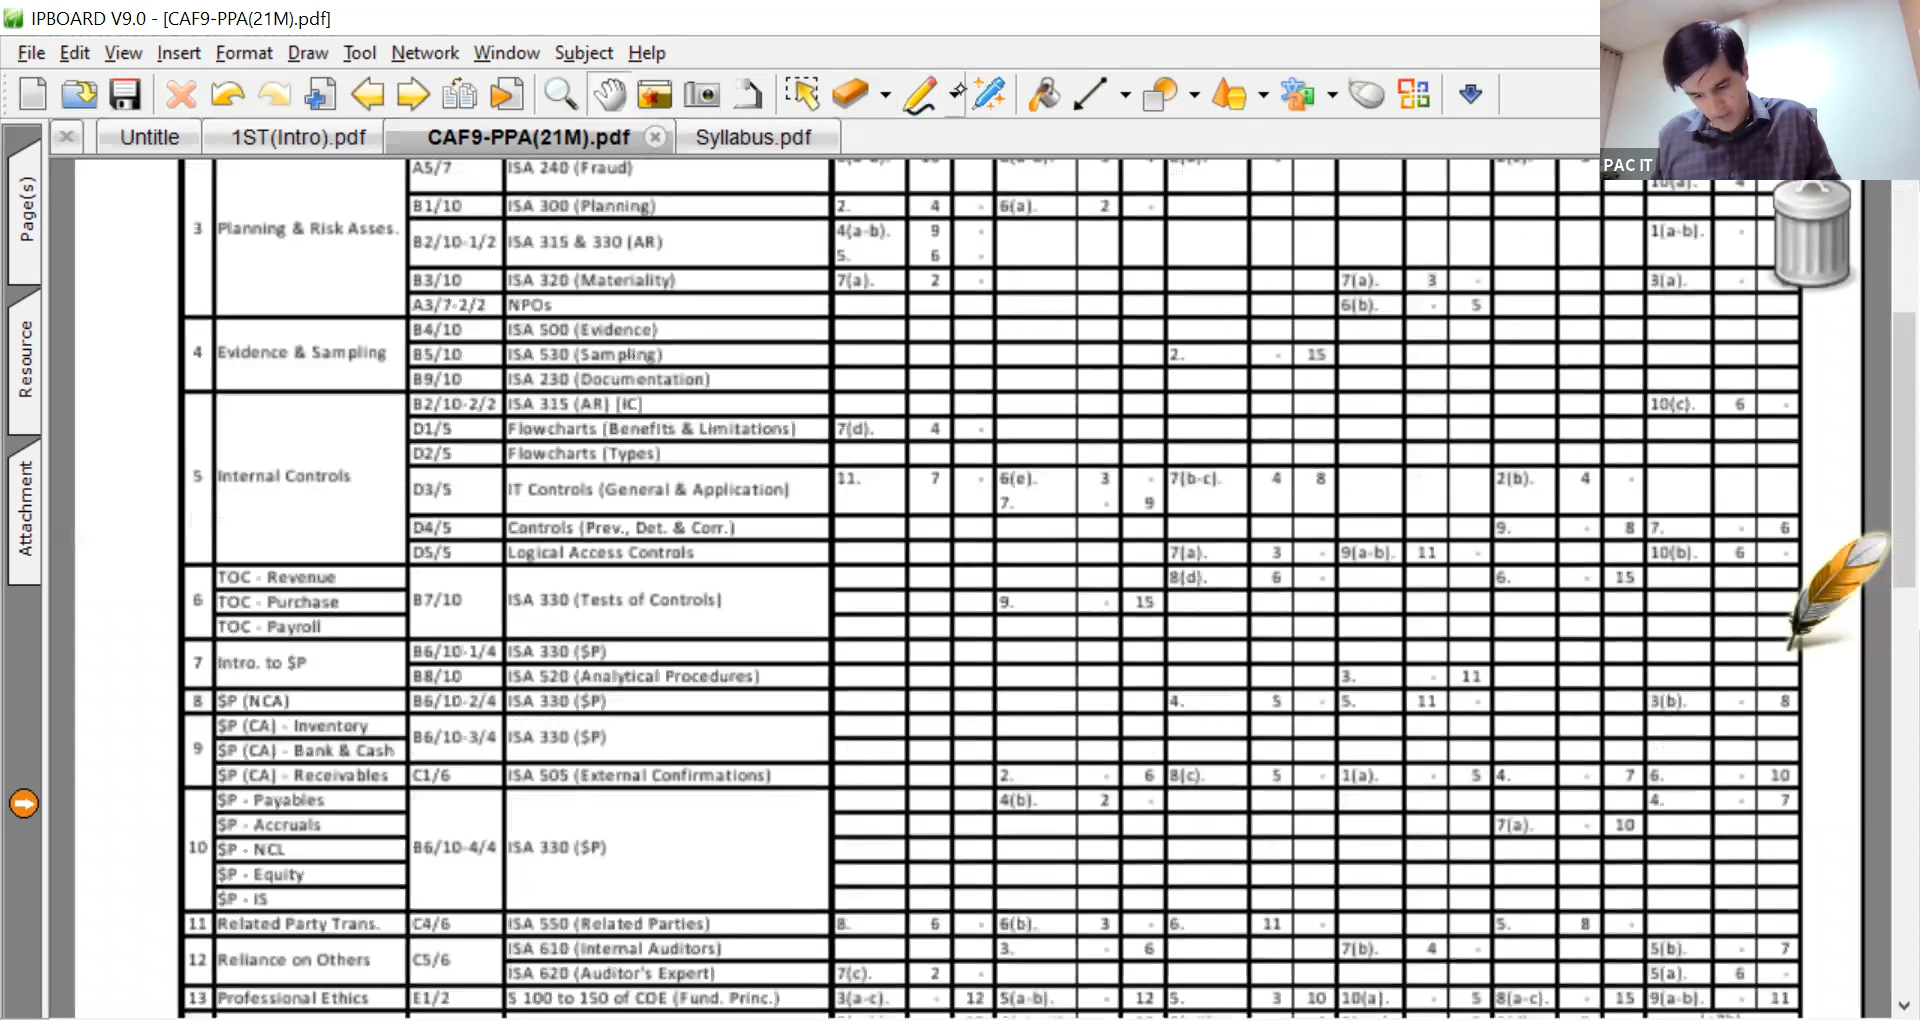 IPBOARD V9.0 - [CAF9-PPA(21M).pdf]
File Edit View Insert Format Draw Tool Network Window Subject Help
Untitle 1ST(Intro).pdf CAF9-PPA(21M).pdf Syllabus.pdf
PAC IT
Page(s)
Resource
Attachment
A5/7 ISA 240 (Fraud)
10(a). 4
3 Planning & Risk Asses.
B1/10 ISA 300 (Planning) 2. 4 - 6(a). 2 -
B2/10-1/2 ISA 315 & 330 (AR) 4(a-b). 9 - 1(a-b). -
5. 6 -
B3/10 ISA 320 (Materiality) 7(a). 2 - 7(a). 3 - 3(a). -
A3/7-2/2 NPOs 6(b). - 5
4 Evidence & Sampling
B4/10 ISA 500 (Evidence)
B5/10 ISA 530 (Sampling) 2. - 15
B9/10 ISA 230 (Documentation)
5 Internal Controls
B2/10-2/2 ISA 315 (AR) [IC] 10(c). 6 -
D1/5 Flowcharts (Benefits & Limitations) 7(d). 4 -
D2/5 Flowcharts (Types)
D3/5 IT Controls (General & Application) 11. 7 - 6(e). 3 - 7(b-c). 4 8 2(b). 4 -
7. - 9
D4/5 Controls (Prev., Det. & Corr.) 9. - 8 7. - 6
D5/5 Logical Access Controls 7(a). 3 - 9(a-b). 11 - 10(b). 6 -
6 TOC - Revenue 8(d). 6 - 6. - 15
TOC - Purchase B7/10 ISA 330 (Tests of Controls) 9. - 15
TOC - Payroll
7 Intro. to $P
B6/10-1/4 ISA 330 ($P)
B8/10 ISA 520 (Analytical Procedures) 3. - 11
8 $P (NCA) B6/10-2/4 ISA 330 ($P) 4. 5 - 5. 11 - 3(b). - 8
9 $P (CA) - Inventory
B6/10-3/4 ISA 330 ($P)
$P (CA) - Bank & Cash
$P (CA) - Receivables C1/6 ISA 505 (External Confirmations) 2. - 6 8(c). 5 - 1(a). - 5 4. - 7 6. - 10
10 $P - Payables 4(b). 2 - 4. - 7
$P - Accruals 7(a). - 10
$P - NCL B6/10-4/4 ISA 330 ($P)
$P - Equity
$P - IS
11 Related Party Trans. C4/6 ISA 550 (Related Parties) 8. 6 - 6(b). 3 - 6. 11 - 5. 8 -
12 Reliance on Others C5/6
ISA 610 (Internal Auditors) 3. - 6 7(b). 4 - 5(b). - 7
ISA 620 (Auditor's Expert) 7(c). 2 - 5(a). 6 -
13 Professional Ethics E1/2 S 100 to 150 of COE (Fund. Princ.) 3(a-c). - 12 5(a-b). - 12 5. 3 10 10(a). - 5 8(a-c). - 15 9(a-b). - 11